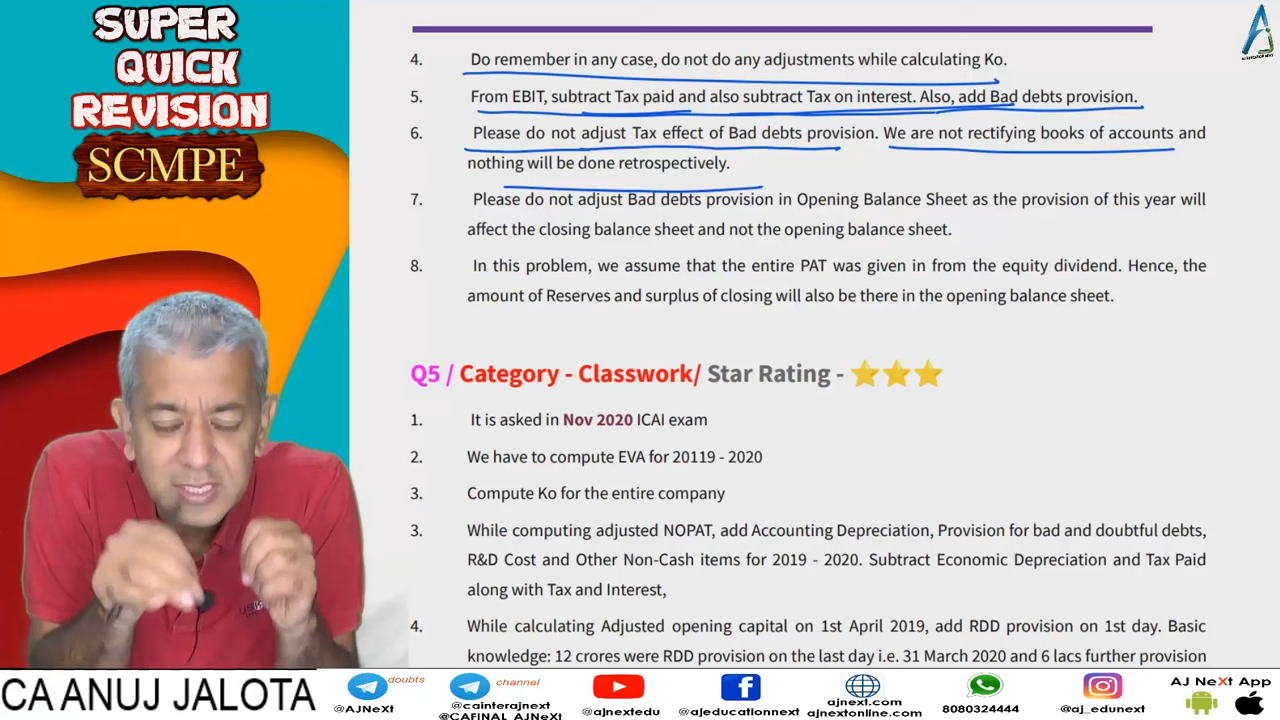 SUPER
QUICK
REVISION
SCMPE
4. Do remember in any case, do not do any adjustments while calculating Ko.
5. From EBIT, subtract Tax paid and also subtract Tax on interest. Also, add Bad debts provision.
6. Please do not adjust Tax effect of Bad debts provision. We are not rectifying books of accounts and
nothing will be done retrospectively.
7. Please do not adjust Bad debts provision in Opening Balance Sheet as the provision of this year will
affect the closing balance sheet and not the opening balance sheet.
8. In this problem, we assume that the entire PAT was given in from the equity dividend. Hence, the
amount of Reserves and surplus of closing will also be there in the opening balance sheet.
Q5 / Category - Classwork/ Star Rating - ⭐⭐⭐
1. It is asked in Nov 2020 ICAI exam
2. We have to compute EVA for 20119 - 2020
3. Compute Ko for the entire company
3. While computing adjusted NOPAT, add Accounting Depreciation, Provision for bad and doubtful debts,
R&D Cost and Other Non-Cash items for 2019 - 2020. Subtract Economic Depreciation and Tax Paid
along with Tax and Interest,
4. While calculating Adjusted opening capital on 1st April 2019, add RDD provision on 1st day. Basic
knowledge: 12 crores were RDD provision on the last day i.e. 31 March 2020 and 6 lacs further provision
CA ANUJ JALOTA
doubts
@AJNeXt
channel
@cainterajnext
@CAFINAL_AJNeXt
@ajnextedu
@ajeducationnext
ajnext.com
ajnextonline.com
8080324444
@aj_edunext
AJ NeXt App